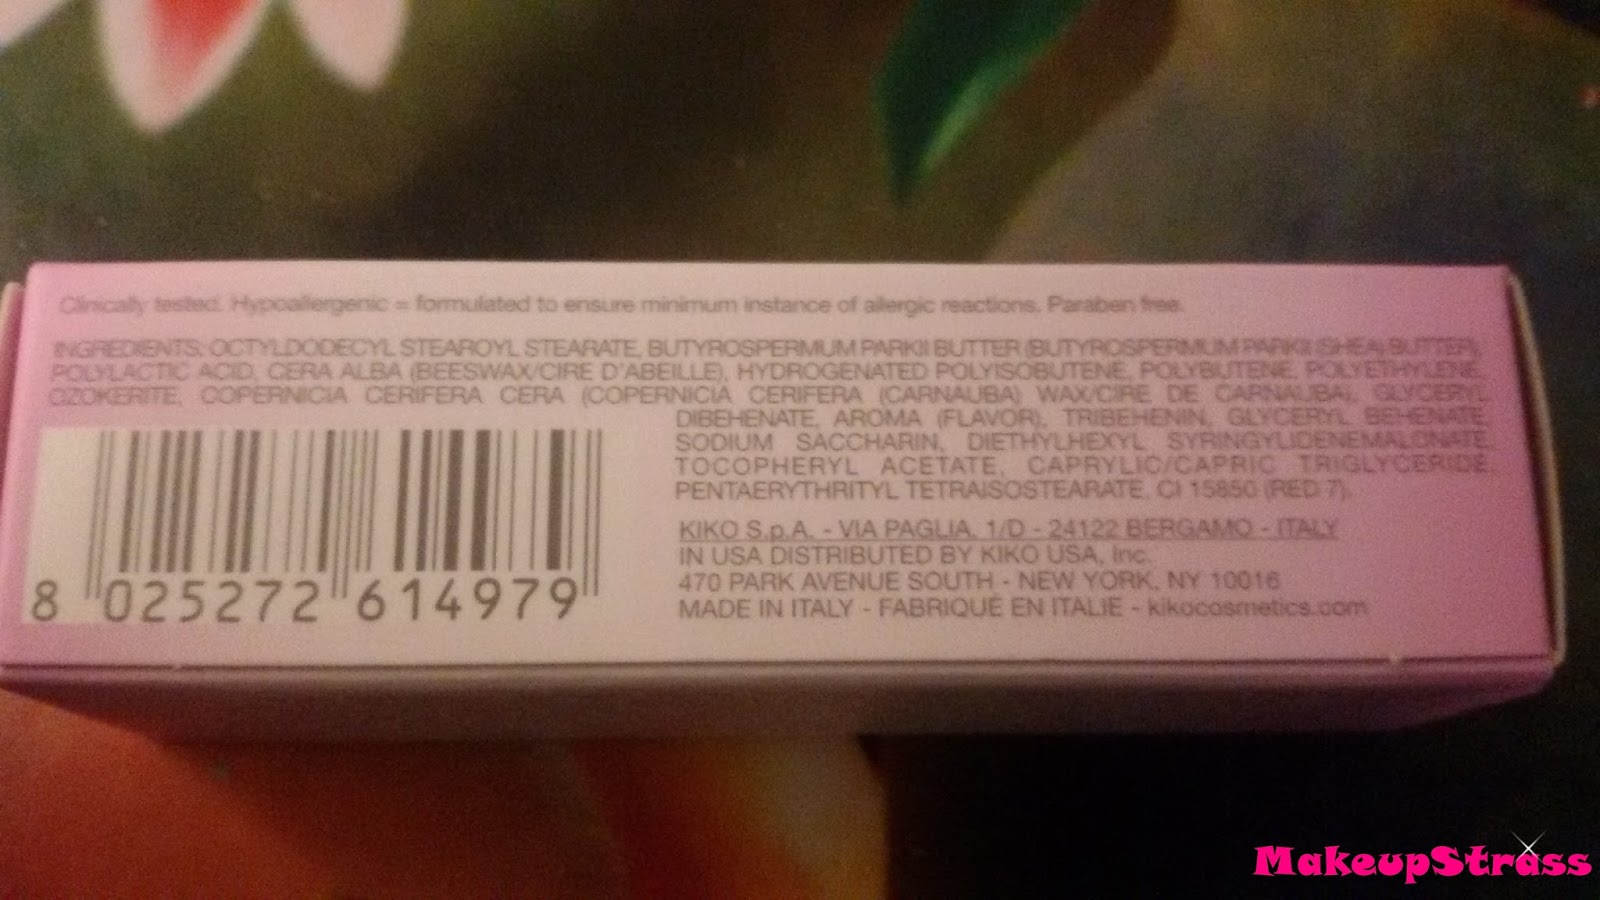 Clinically tested. Hypoallergenic = formulated to ensure minimum instance of allergic reactions. Paraben free.
INGREDIENTS: OCTYLDODECYL STEAROYL STEARATE, BUTYROSPERMUM PARKII BUTTER (BUTYROSPERMUM PARKII (SHEA) BUTTER),
POLYLACTIC ACID, CERA ALBA (BEESWAX/CIRE D'ABEILLE), HYDROGENATED POLYISOBUTENE, POLYBUTENE, POLYETHYLENE,
OZOKERITE, COPERNICIA CERIFERA CERA (COPERNICIA CERIFERA (CARNAUBA) WAX/CIRE DE CARNAUBA), GLYCERYL
DIBEHENATE, AROMA (FLAVOR), TRIBEHENIN, GLYCERYL BEHENATE,
SODIUM SACCHARIN, DIETHYLHEXYL SYRINGYLIDENEMALONATE,
TOCOPHERYL ACETATE, CAPRYLIC/CAPRIC TRIGLYCERIDE,
PENTAERYTHRITYL TETRAISOSTEARATE, CI 15850 (RED 7).
KIKO S.p.A. - VIA PAGLIA, 1/D - 24122 BERGAMO - ITALY
IN USA DISTRIBUTED BY KIKO USA, Inc.
470 PARK AVENUE SOUTH - NEW YORK, NY 10016
MADE IN ITALY - FABRIQUE EN ITALIE - kikocosmetics.com
8 025272 614979
MakeupStrass